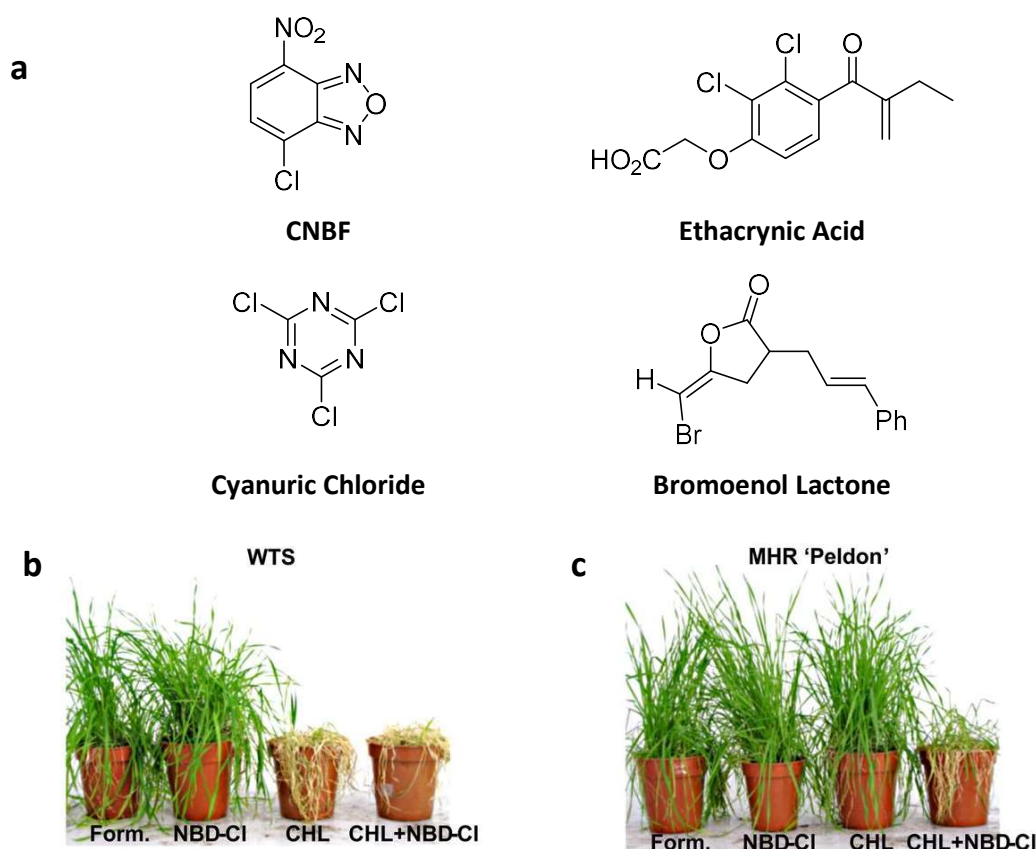 a
NO₂
N
O
N
Cl
CNBF
Cl
O
Cl
HO₂C
O
Ethacrynic Acid
Cl
N
Cl
N
N
Cl
Cyanuric Chloride
O
O
H
Br
Ph
Bromoenol Lactone
b
WTS
Form. NBD-Cl CHL CHL+NBD-Cl
c
MHR ‘Peldon’
Form. NBD-Cl CHL CHL+NBD-Cl